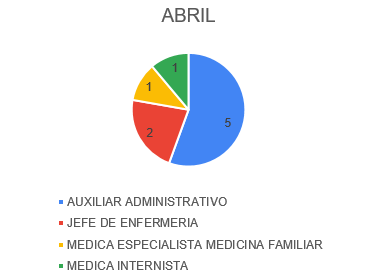 ABRIL
1
1
5
2
AUXILIAR ADMINISTRATIVO
JEFE DE ENFERMERIA
MEDICA ESPECIALISTA MEDICINA FAMILIAR
MEDICA INTERNISTA